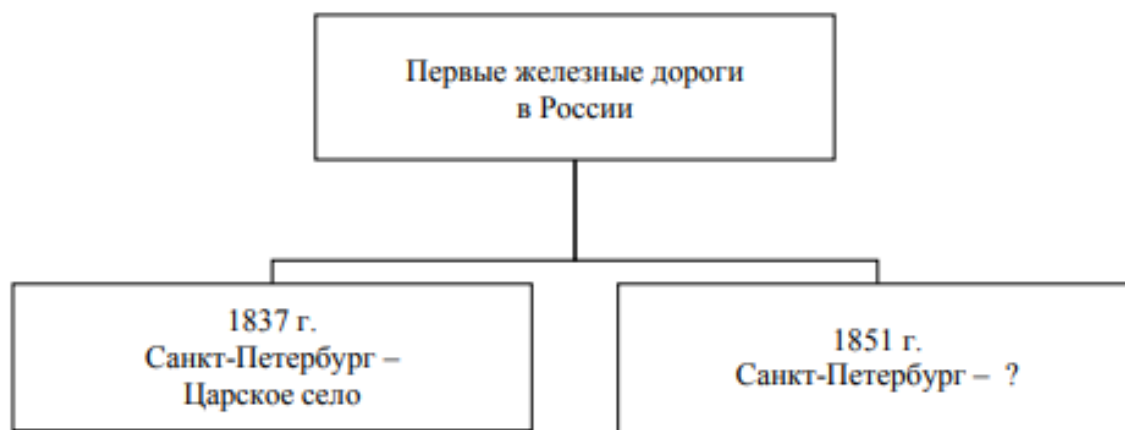 Первые железные дороги
в России
1837 г.
Санкт-Петербург –
Царское село
1851 г.
Санкт-Петербург – ?